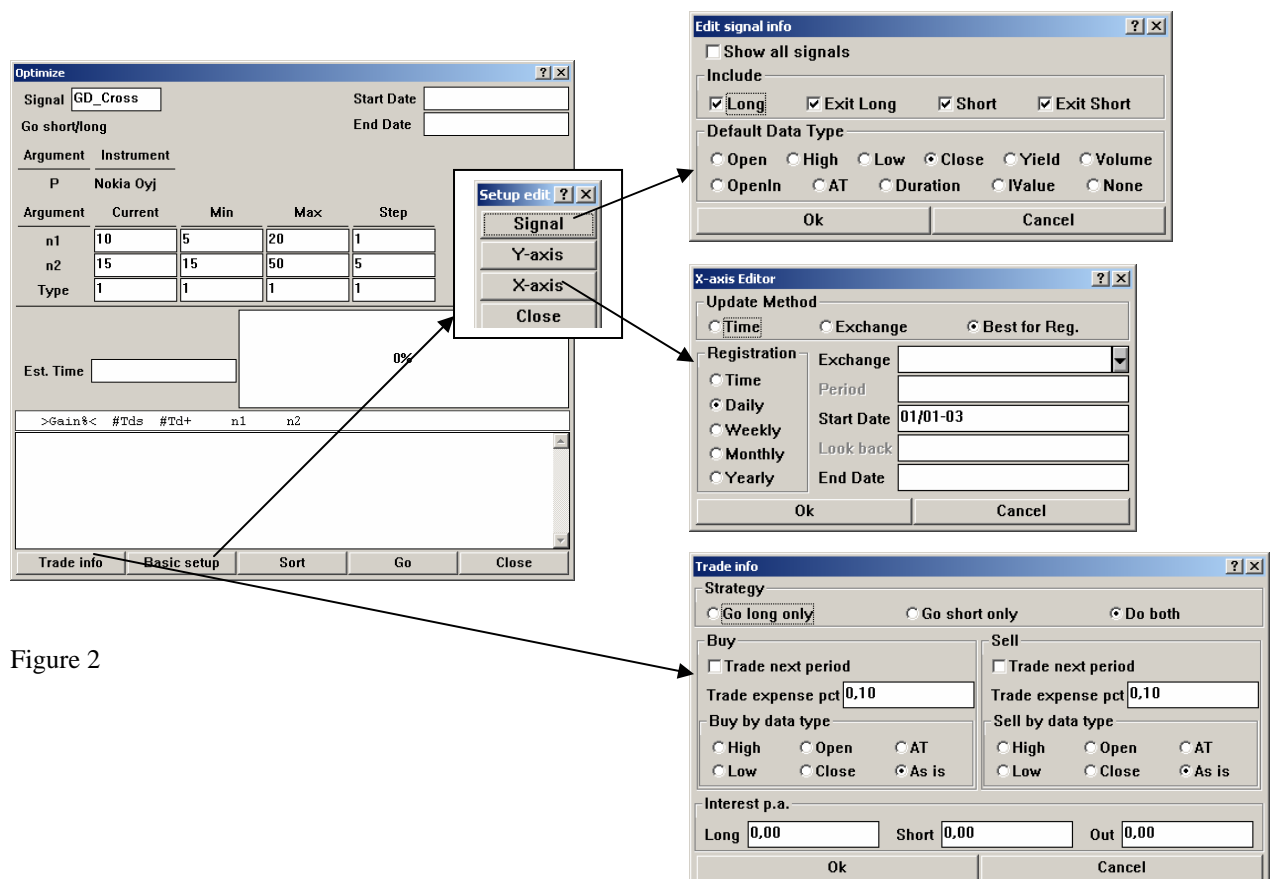 Optimize
Signal GD_Cross Start Date
Go short/long End Date
Argument Instrument
P Nokia Oyj
Argument Current Min Max Step
n1 10 5 20 1
n2 15 15 50 5
Type 1 1 1 1
0%
Est. Time
>Gain%< #Tds #Td+ n1 n2
Trade info Basic setup Sort Go Close
Figure 2
Setup edit
Signal
Y-axis
X-axis
Close
Edit signal info
Show all signals
Include
Long Exit Long Short Exit Short
Default Data Type
Open High Low Close Yield Volume
OpenIn AT Duration IValue None
Ok Cancel
X-axis Editor
Update Method
Time Exchange Best for Reg.
Registration
Time
Daily
Weekly
Monthly
Yearly
Exchange
Period
Start Date 01/01-03
Look back
End Date
Ok Cancel
Trade info
Strategy
Go long only Go short only Do both
Buy
Trade next period
Trade expense pct 0,10
Buy by data type
High Open AT
Low Close As is
Sell
Trade next period
Trade expense pct 0,10
Sell by data type
High Open AT
Low Close As is
Interest p.a.
Long 0,00 Short 0,00 Out 0,00
Ok Cancel